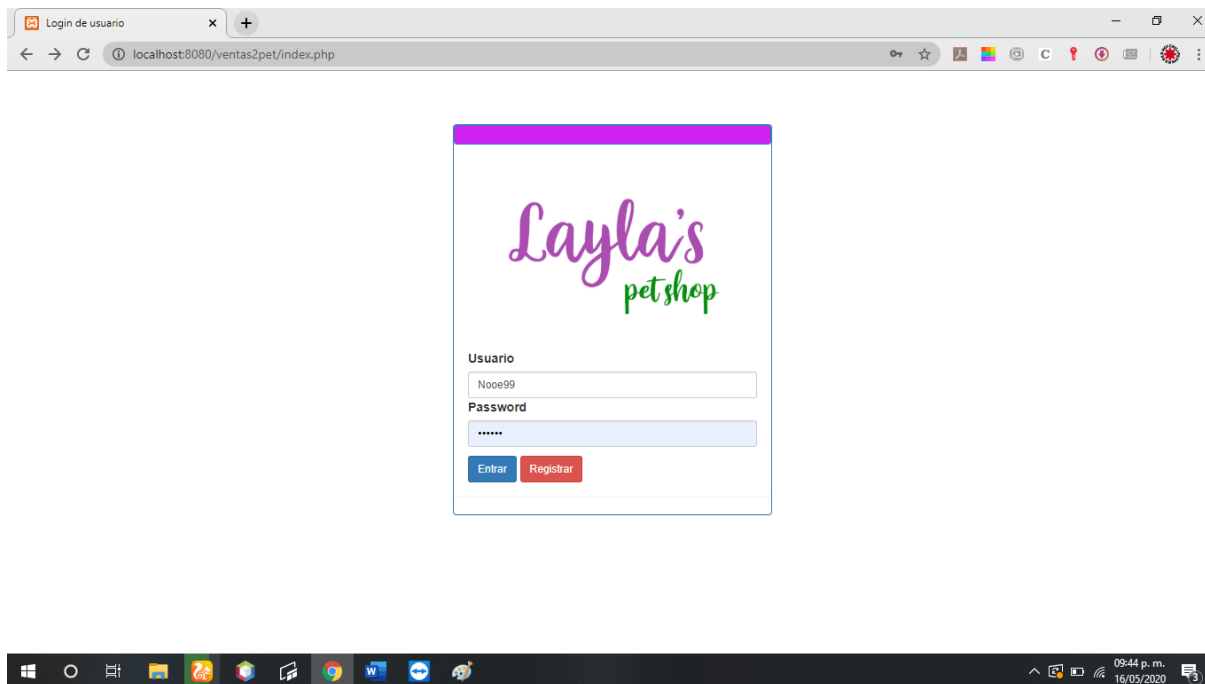 Login de usuario
localhost:8080/ventas2pet/index.php
Layla's
pet shop
Usuario
Nooe99
Password
••••••
Entrar Registrar
09:44 p. m.
16/05/2020